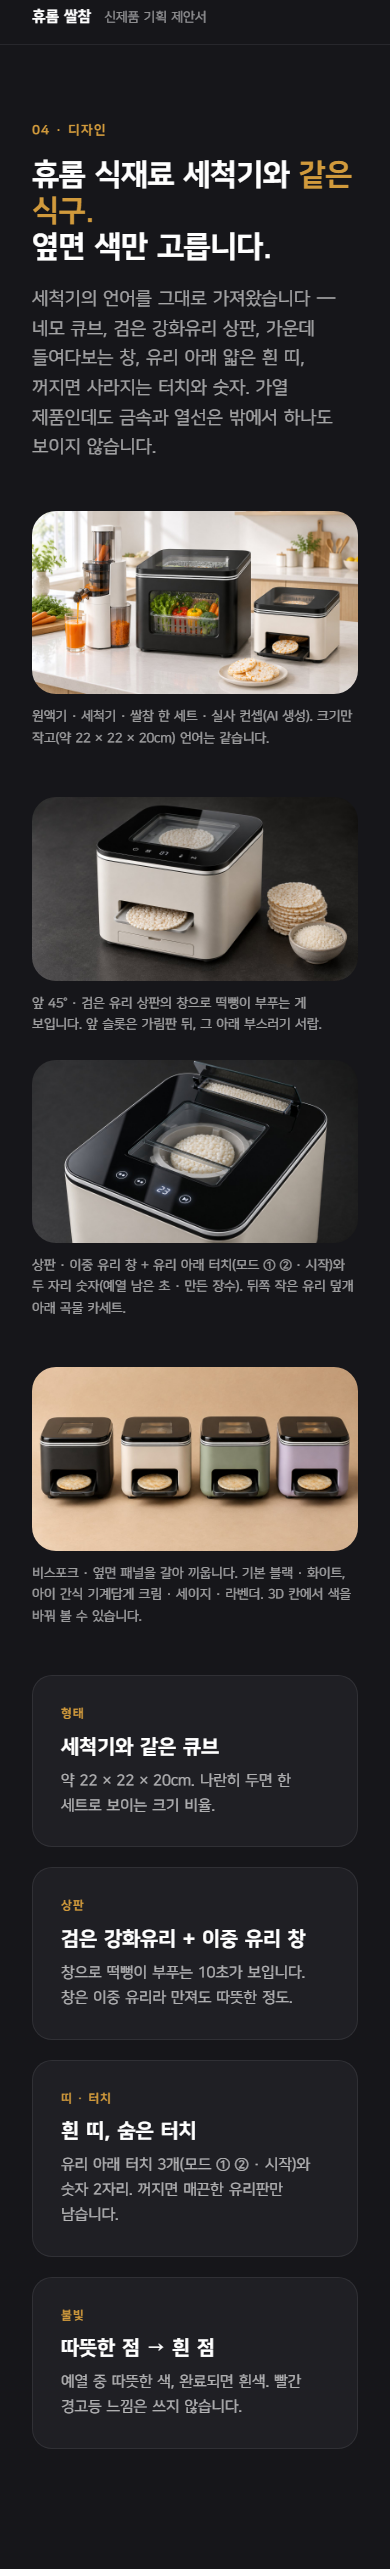 휴롬 쌀참 신제품 기획 제안서
04 · 디자인
휴롬 식재료 세척기와 같은
식구.
옆면 색만 고릅니다.
세척기의 언어를 그대로 가져왔습니다 —
네모 큐브, 검은 강화유리 상판, 가운데
들여다보는 창, 유리 아래 얇은 흰 띠,
꺼지면 사라지는 터치와 숫자. 가열
제품인데도 금속과 열선은 밖에서 하나도
보이지 않습니다.
원액기 · 세척기 · 쌀참 한 세트 · 실사 컨셉(AI 생성). 크기만
작고(약 22 × 22 × 20cm) 언어는 같습니다.
앞 45° · 검은 유리 상판의 창으로 떡뻥이 부푸는 게
보입니다. 앞 슬롯은 가림판 뒤, 그 아래 부스러기 서랍.
23
상판 · 이중 유리 창 + 유리 아래 터치(모드 ① ② · 시작)와
두 자리 숫자(예열 남은 초 · 만든 장수). 뒤쪽 작은 유리 덮개
아래 곡물 카세트.
비스포크 · 옆면 패널을 갈아 끼웁니다. 기본 블랙 · 화이트,
아이 간식 기계답게 크림 · 세이지 · 라벤더. 3D 칸에서 색을
바꿔 볼 수 있습니다.
형태
세척기와 같은 큐브
약 22 × 22 × 20cm. 나란히 두면 한
세트로 보이는 크기 비율.
상판
검은 강화유리 + 이중 유리 창
창으로 떡뻥이 부푸는 10초가 보입니다.
창은 이중 유리라 만져도 따뜻한 정도.
띠 · 터치
흰 띠, 숨은 터치
유리 아래 터치 3개(모드 ① ② · 시작)와
숫자 2자리. 꺼지면 매끈한 유리판만
남습니다.
불빛
따뜻한 점 → 흰 점
예열 중 따뜻한 색, 완료되면 흰색. 빨간
경고등 느낌은 쓰지 않습니다.